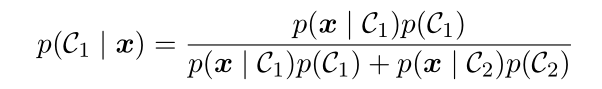 p(𝒞₁ | 𝒙) = p(𝒙 | 𝒞₁)p(𝒞₁) / p(𝒙 | 𝒞₁)p(𝒞₁) + p(𝒙 | 𝒞₂)p(𝒞₂)